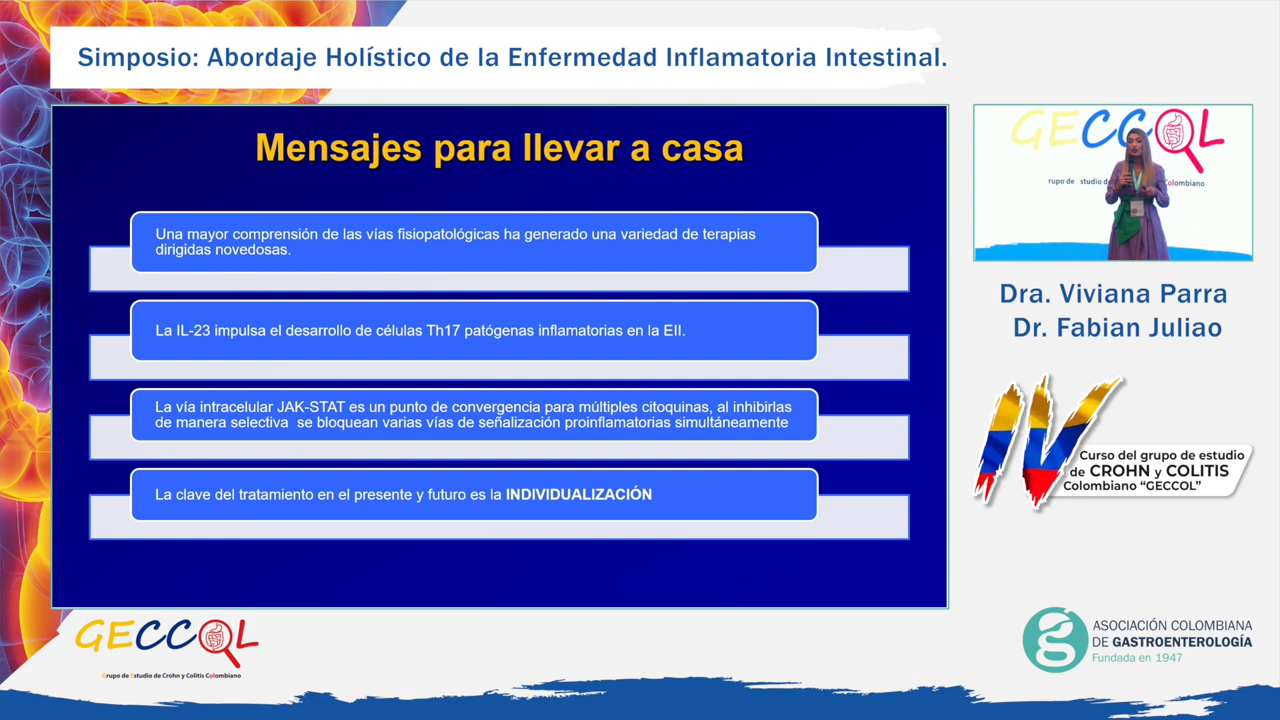 Simposio: Abordaje Holístico de la Enfermedad Inflamatoria Intestinal.
Mensajes para llevar a casa
Una mayor comprensión de las vías fisiopatológicas ha generado una variedad de terapias
dirigidas novedosas.
La IL-23 impulsa el desarrollo de células Th17 patógenas inflamatorias en la EII.
La vía intracelular JAK-STAT es un punto de convergencia para múltiples citoquinas, al inhibirlas
de manera selectiva se bloquean varias vías de señalización proinflamatorias simultáneamente
La clave del tratamiento en el presente y futuro es la INDIVIDUALIZACIÓN
GECCOL
rupo de studio d Colombiano
Dra. Viviana Parra
Dr. Fabian Juliao
IV
Curso del grupo de estudio
de CROHN y COLITIS
Colombiano “GECCOL”
GECCOL
Grupo de Estudio de Crohn y Colitis Colombiano
ASOCIACIÓN COLOMBIANA
DE GASTROENTEROLOGÍA
Fundada en 1947